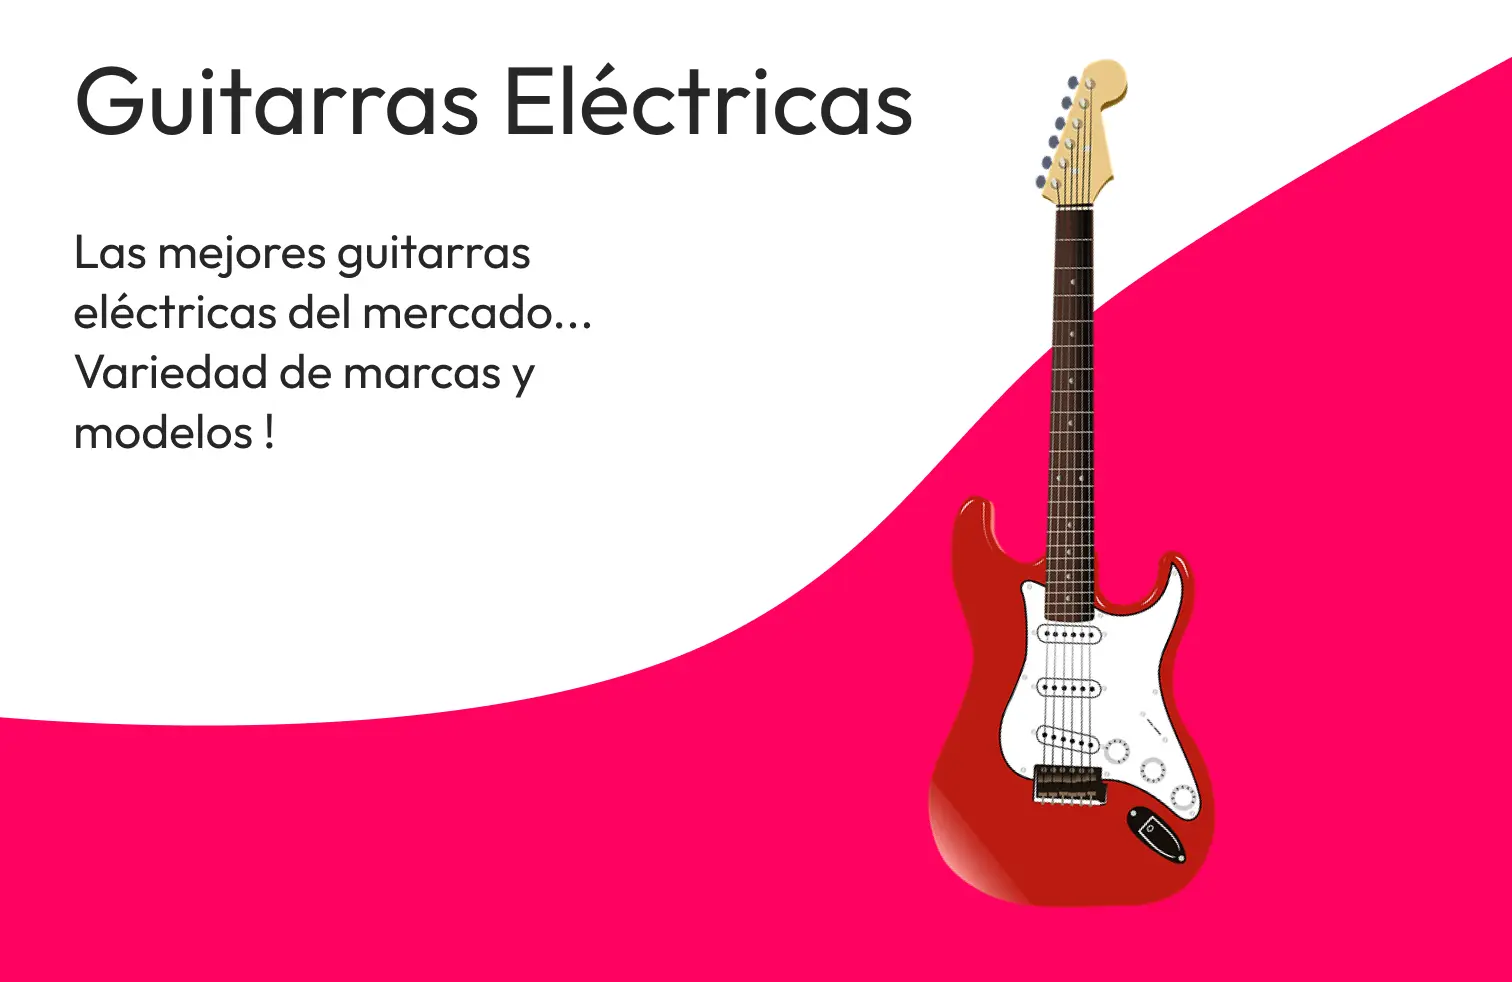 Guitarras Eléctricas
Las mejores guitarras
eléctricas del mercado...
Variedad de marcas y
modelos !